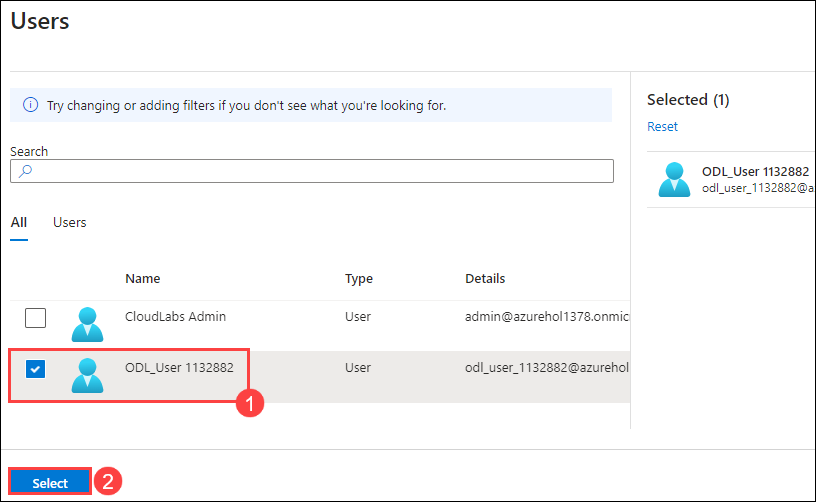 Users
Try changing or adding filters if you don't see what you're looking for.
Search
All Users
Name Type Details
CloudLabs Admin User admin@azurehol1378.onmic
ODL_User 1132882 User odl_user_1132882@azurehol
1
Select 2
Selected (1)
Reset
ODL_User 1132882
odl_user_1132882@a